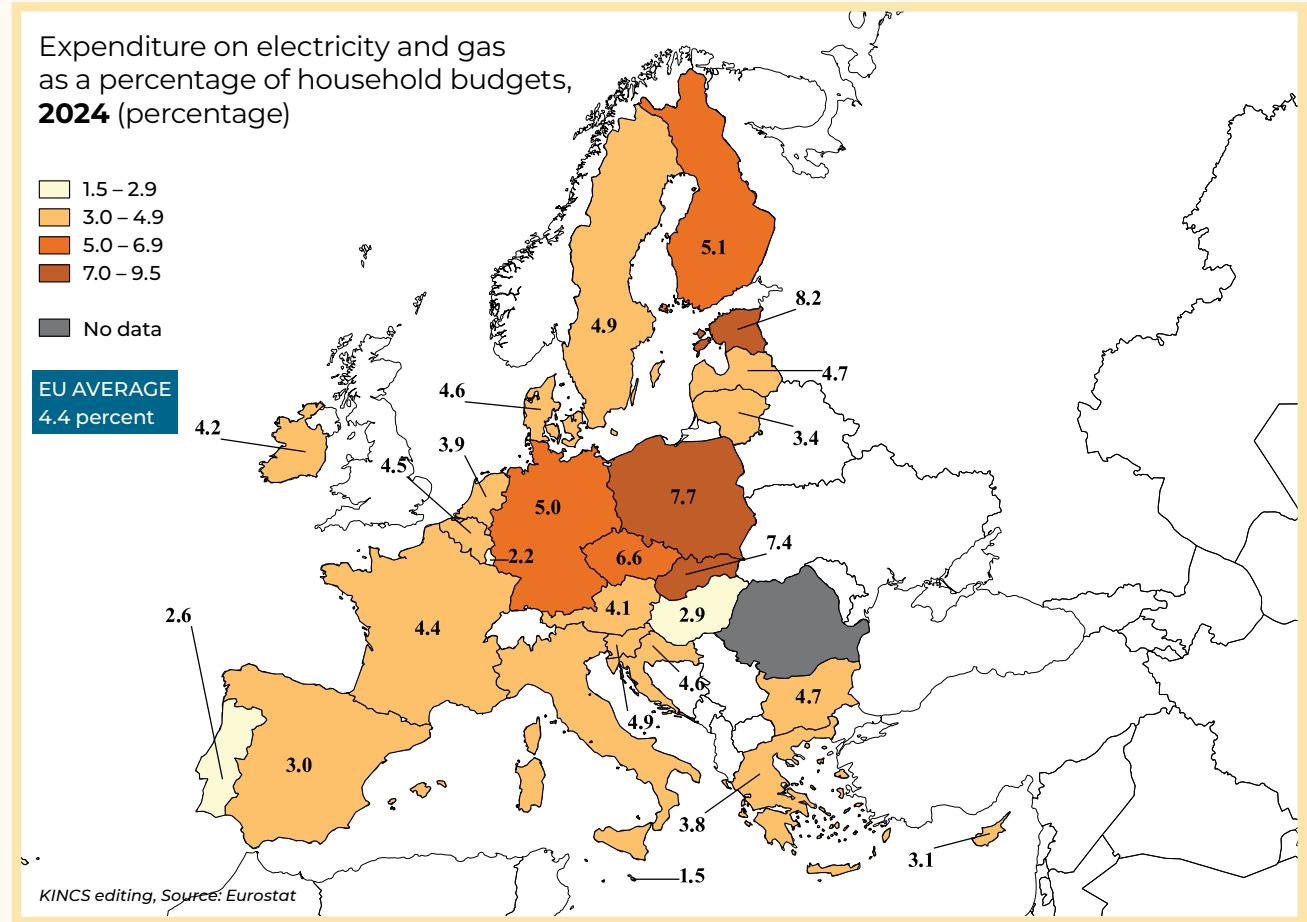 Expenditure on electricity and gas
as a percentage of household budgets,
2024 (percentage)
1.5 – 2.9
3.0 – 4.9
5.0 – 6.9
7.0 – 9.5
No data
EU AVERAGE
4.4 percent
5.1
8.2
4.9
4.7
4.6
3.4
4.2
3.9
4.5
5.0
7.7
7.4
2.2
6.6
4.1
2.9
2.6
4.4
4.6
4.7
4.9
3.0
3.8
3.1
1.5
KINCS editing, Source: Eurostat